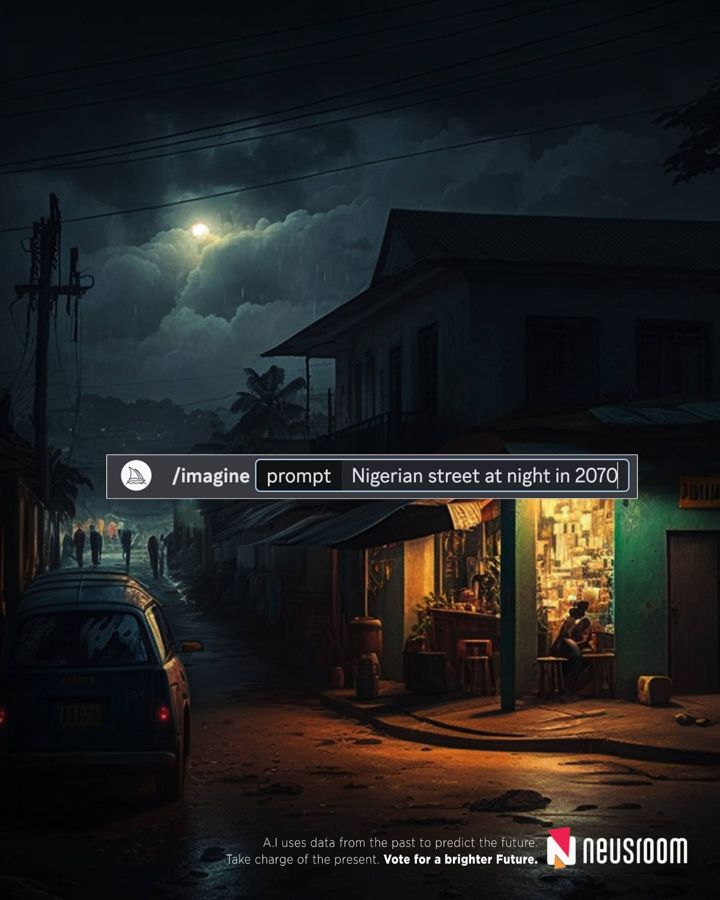 /imagine prompt Nigerian street at night in 2070
A.I uses data from the past to predict the future.
Take charge of the present. Vote for a brighter Future.
neusroom